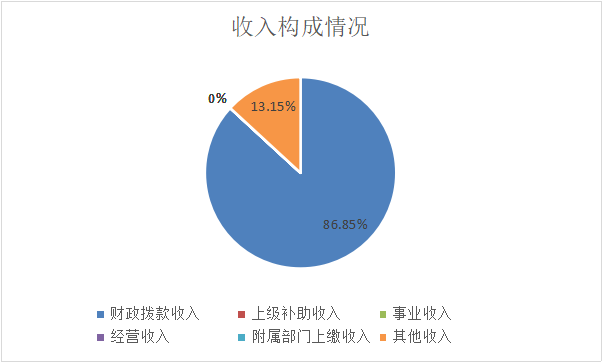 收入构成情况
0%
13.15%
86.85%
财政拨款收入 上级补助收入 事业收入
经营收入 附属部门上缴收入 其他收入